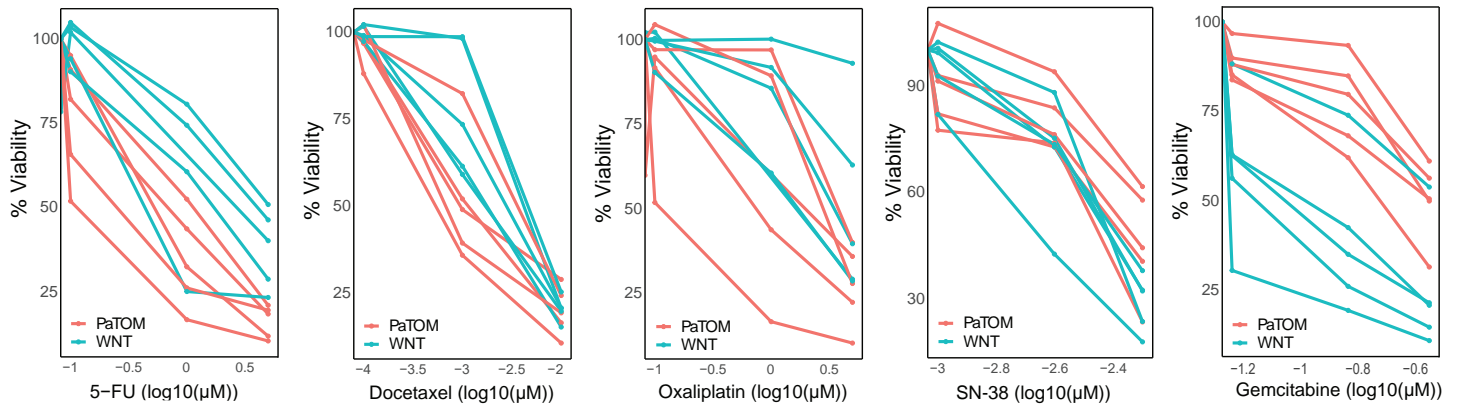 % Viability
100
75
50
25
PaTOM
WNT
−1
−0.5
0
0.5
5−FU (log10(µM))
% Viability
100
75
50
25
PaTOM
WNT
−4
−3.5
−3
−2.5
−2
Docetaxel (log10(µM))
% Viability
100
75
50
25
PaTOM
WNT
−1
−0.5
0
0.5
Oxaliplatin (log10(µM))
% Viability
90
60
30
PaTOM
WNT
−3
−2.8
−2.6
−2.4
SN-38 (log10(µM))
% Viability
100
75
50
25
PaTOM
WNT
−1.2
−1
−0.8
−0.6
Gemcitabine (log10(µM))